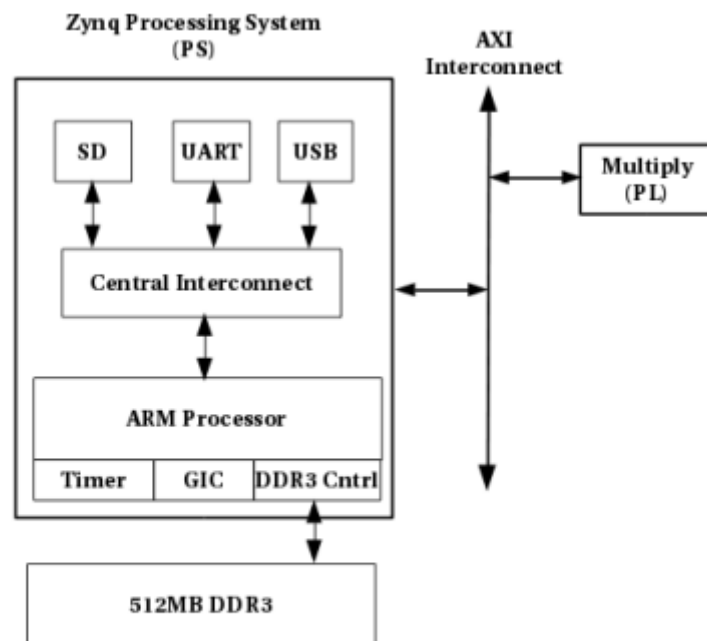 Zynq Processing System
(PS)
AXI
Interconnect
SD
UART
USB
Multiply
(PL)
Central Interconnect
ARM Processor
Timer
GIC
DDR3 Cntrl
512MB DDR3